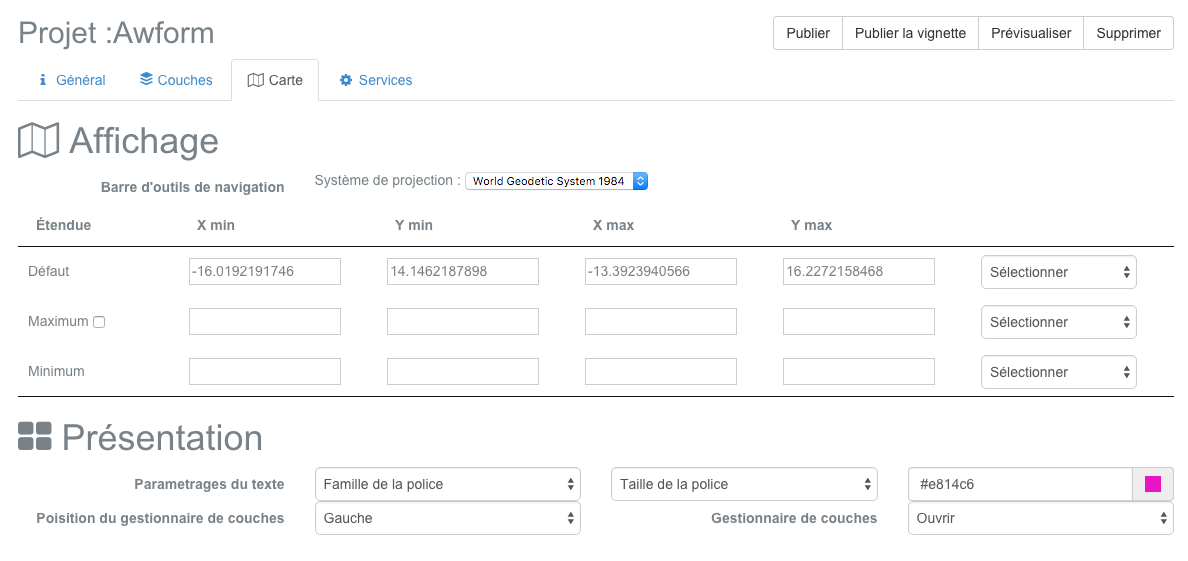 Projet :Awform
Publier Publier la vignette Prévisualiser Supprimer
Général Couches Carte Services
Affichage
Barre d'outils de navigation Système de projection : World Geodetic System 1984
Étendue X min Y min X max Y max
Défaut -16.0192191746 14.1462187898 -13.3923940566 16.2272158468 Sélectionner
Maximum Sélectionner
Minimum Sélectionner
Présentation
Parametrages du texte Famille de la police Taille de la police #e814c6
Poisition du gestionnaire de couches Gauche Gestionnaire de couches Ouvrir